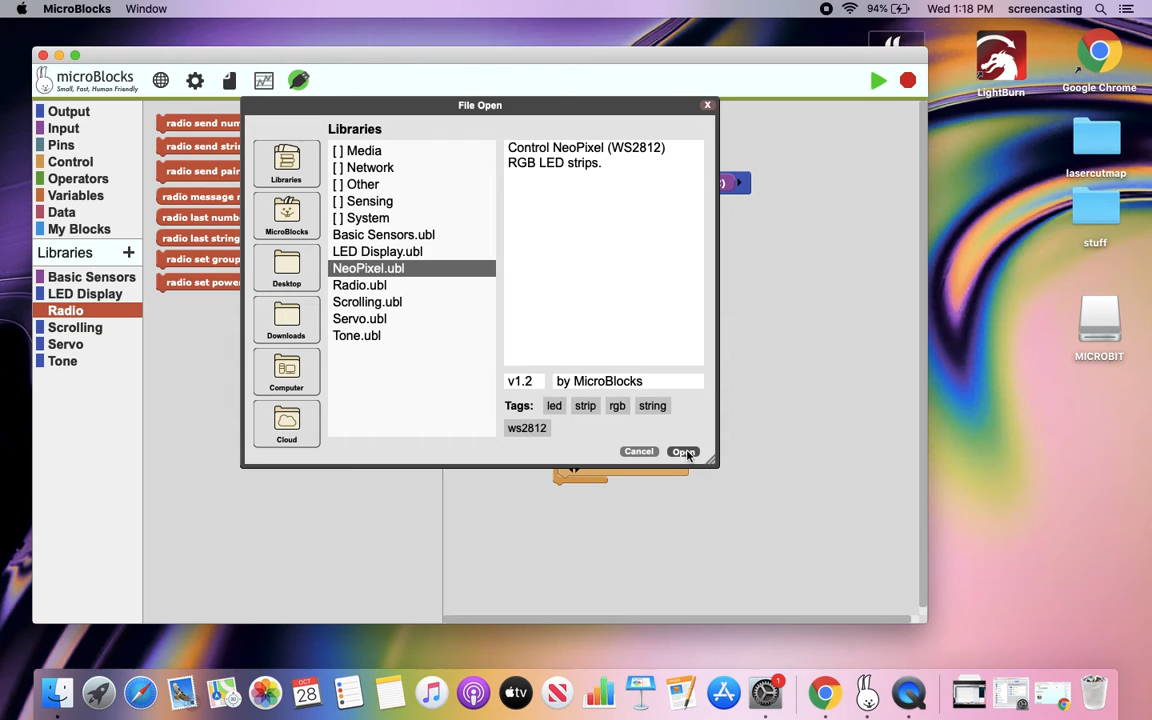 MicroBlocks Window
94% Wed 1:18 PM screencasting
microBlocks
Small, Fast, Human Friendly
LightBurn
Google Chrome
lasercutmap
stuff
MICROBIT
Output
Input
Pins
Control
Operators
Variables
Data
My Blocks
Libraries +
Basic Sensors
LED Display
Radio
Scrolling
Servo
Tone
radio send
radio send
radio send
radio message
radio last
radio last string
radio set group
radio set
File Open
X
Libraries
Libraries
MicroBlocks
Desktop
Downloads
Computer
Cloud
[ ] Media
[ ] Network
[ ] Other
[ ] Sensing
[ ] System
Basic Sensors.ubl
LED Display.ubl
NeoPixel.ubl
Radio.ubl
Scrolling.ubl
Servo.ubl
Tone.ubl
Control NeoPixel (WS2812)
RGB LED strips.
v1.2 by MicroBlocks
Tags: led strip rgb string
ws2812
Cancel Open
OCT
28
tv
1